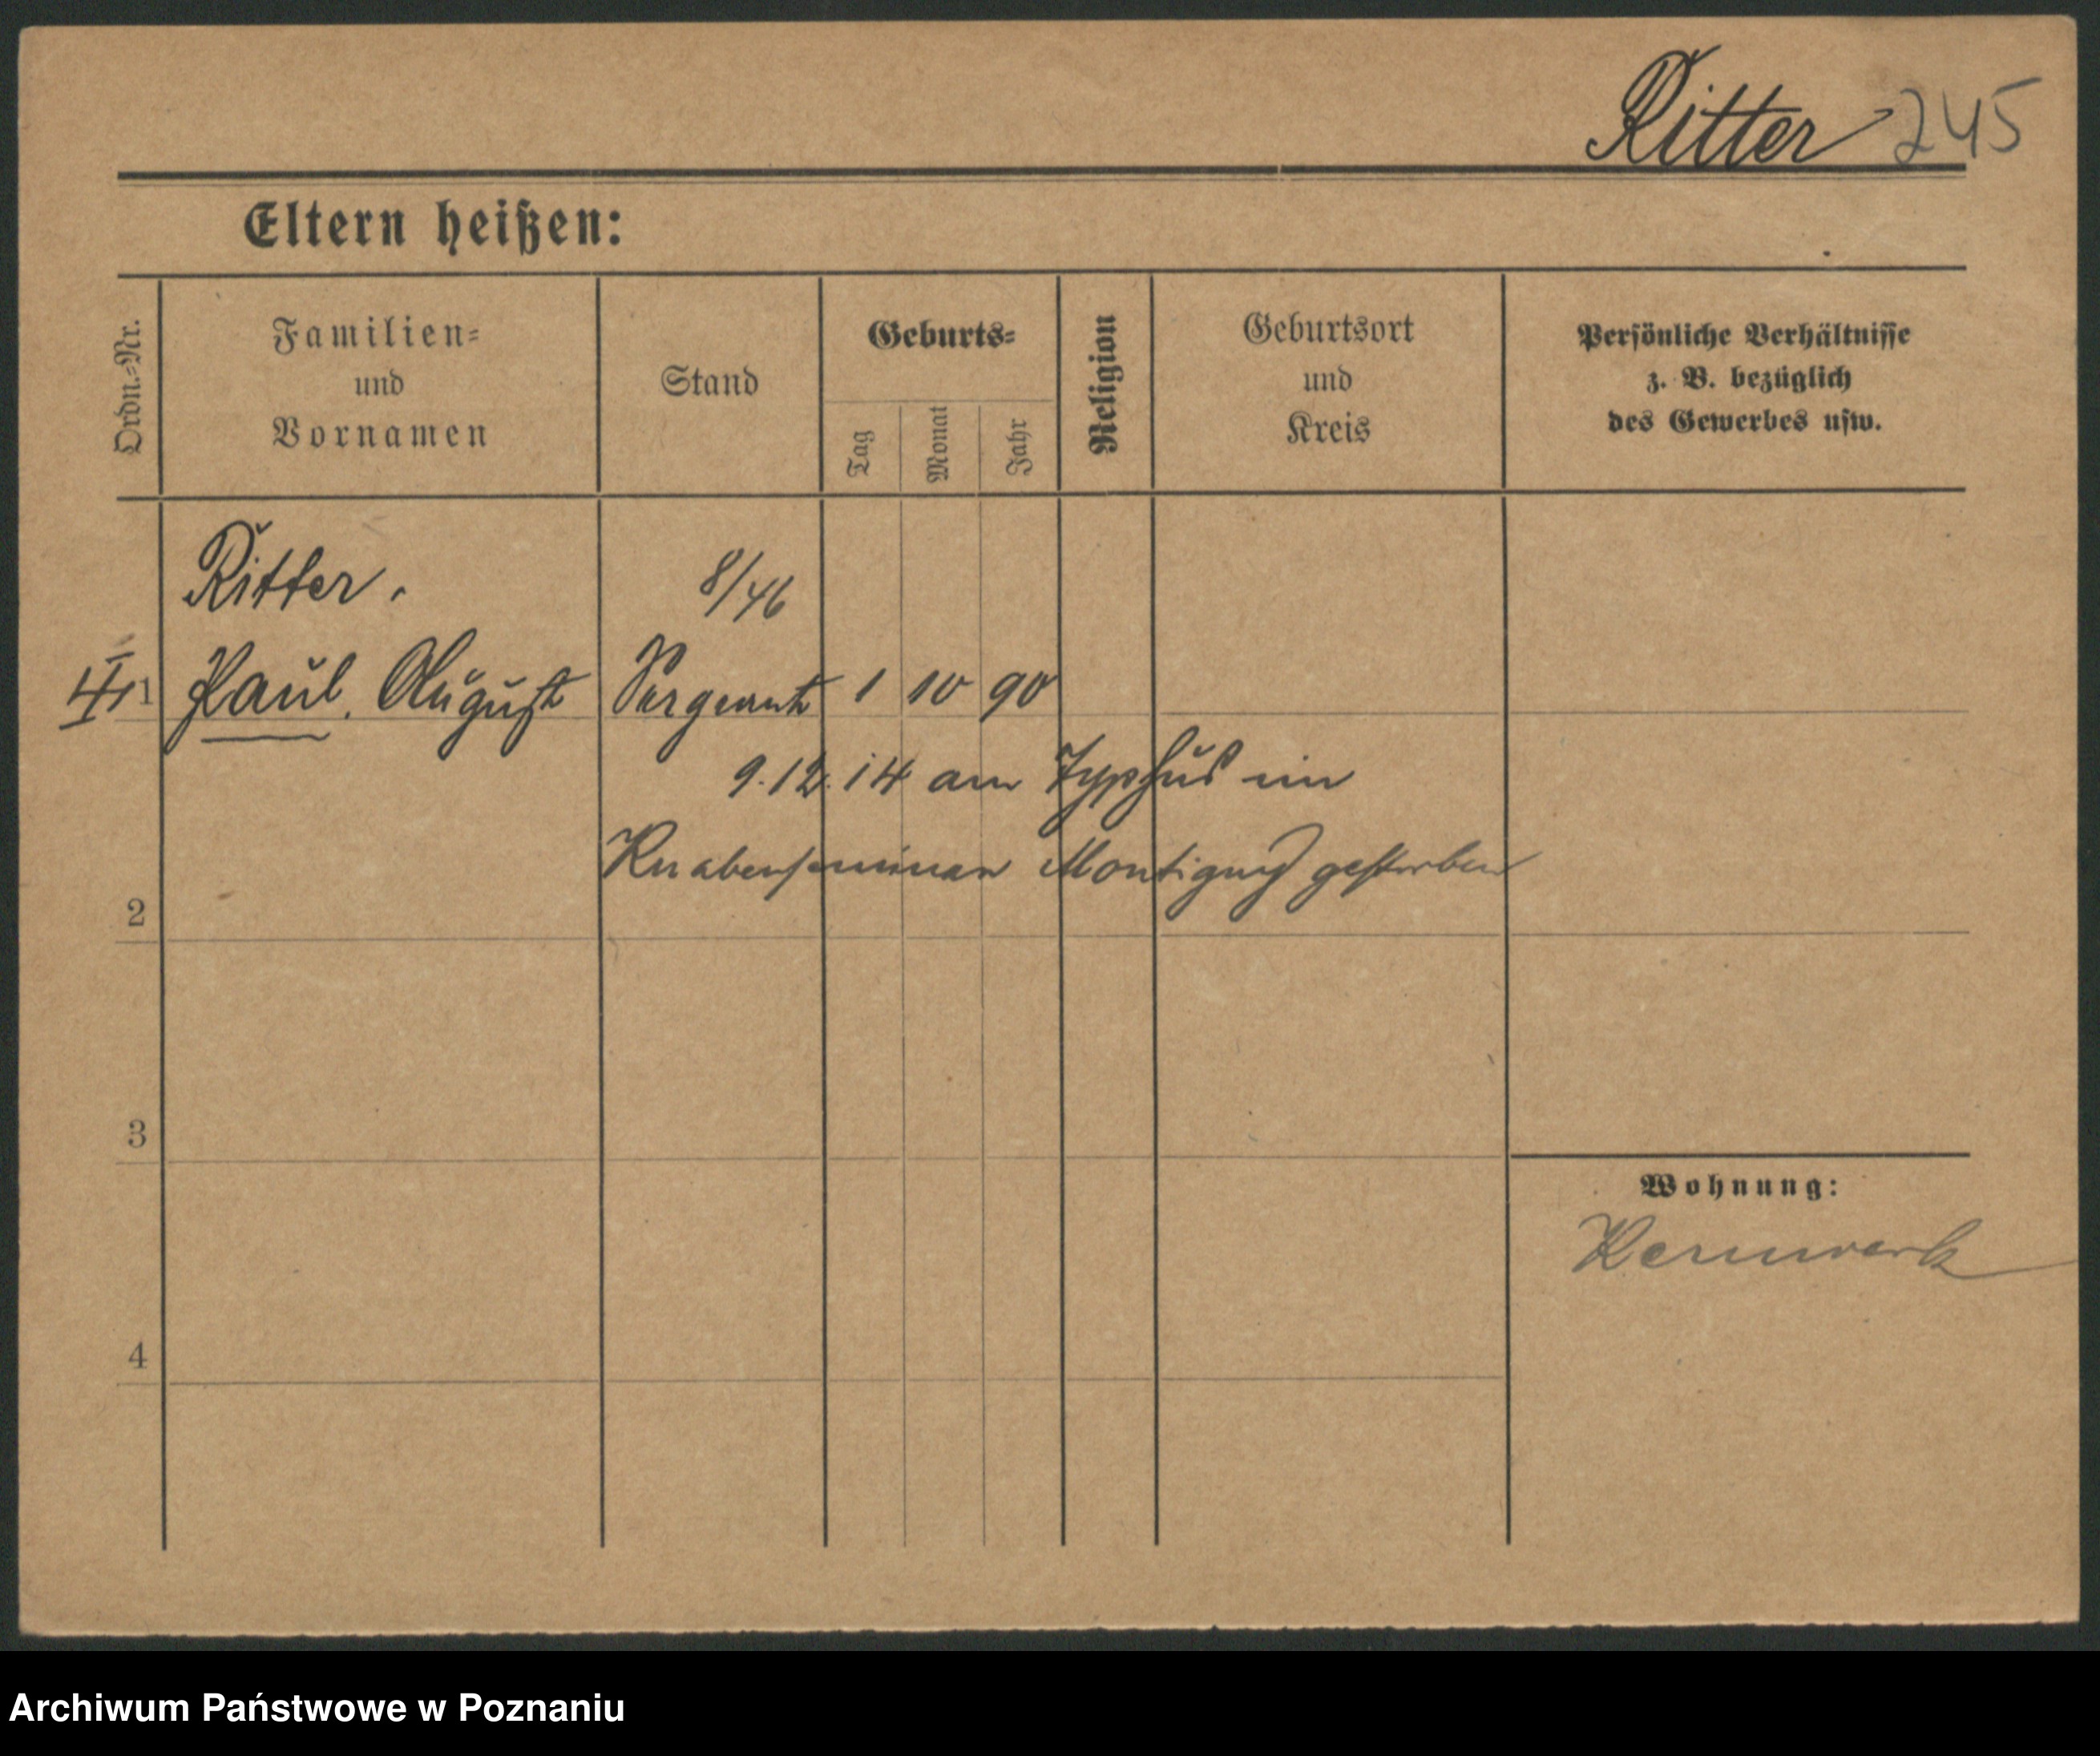 Ritter 245
Eltern heißen:
Ordn.-Nr.
Familien-
und
Vornamen
Stand
Geburts-
Tag
Monat
Jahr
Religion
Geburtsort
und
Kreis
Persönliche Verhältnisse
z. B. bezüglich
des Gewerbes usw.
Ritter. 8/46
1 Paul, August Sergeant 1 10 90
9.12.14 am Typhus im
Knabenseminar Montigny gestorben
2
3
Wohnung:
Kernwerk
4
Archiwum Państwowe w Poznaniu